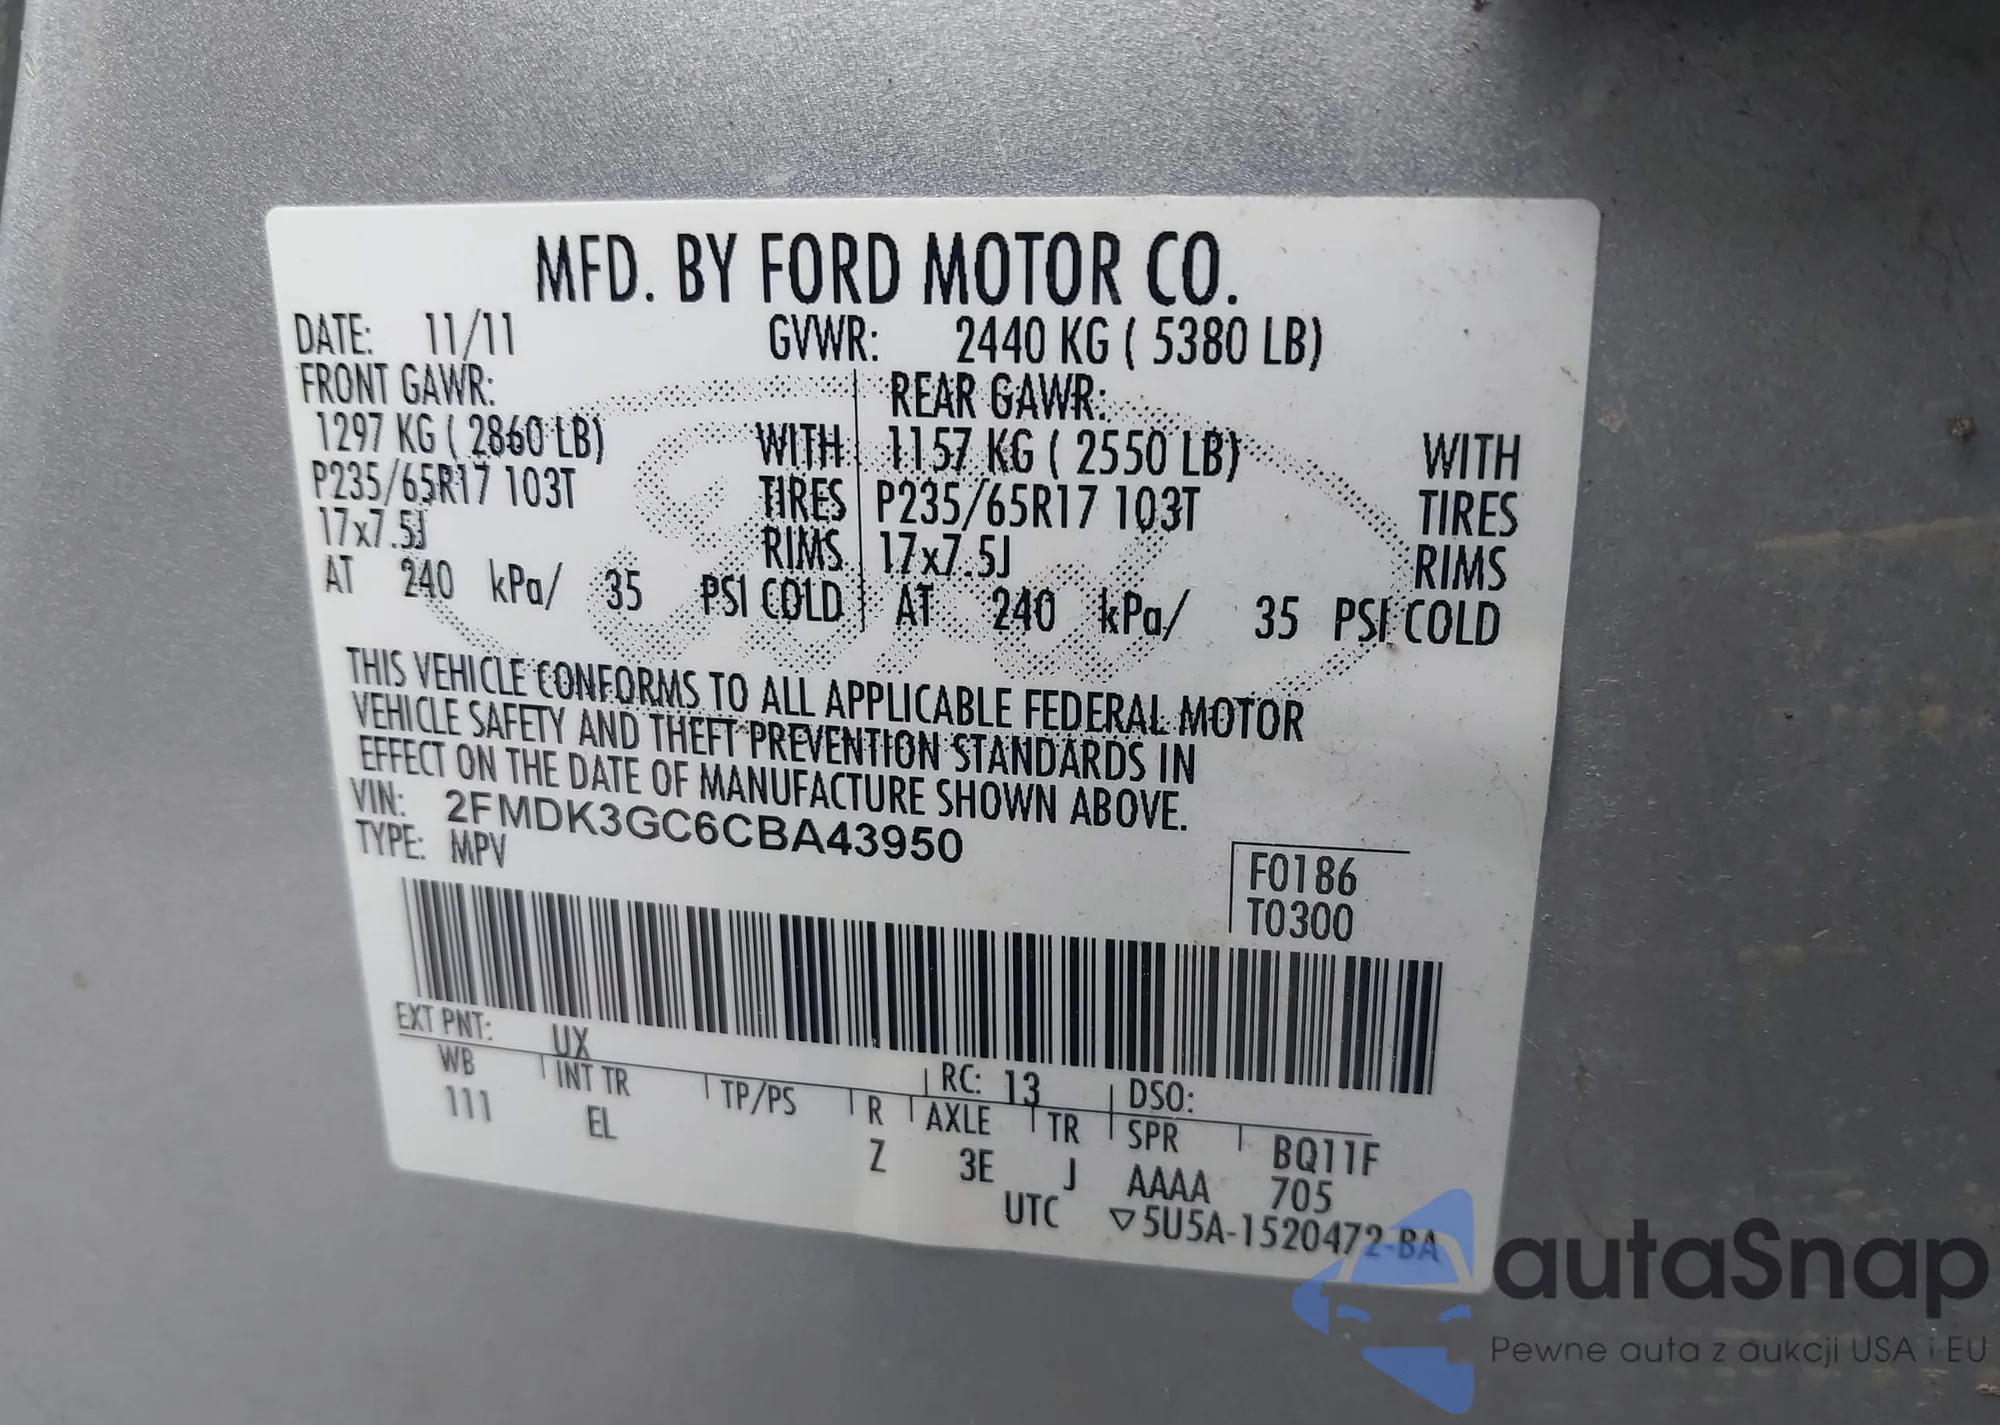 MFD. BY FORD MOTOR CO.
DATE: 11/11 GVWR: 2440 KG ( 5380 LB)
FRONT GAWR: REAR GAWR:
1297 KG ( 2860 LB) WITH 1157 KG ( 2550 LB) WITH
P235/65R17 103T TIRES P235/65R17 103T TIRES
17x7.5J RIMS 17x7.5J RIMS
AT 240 kPa/ 35 PSI COLD AT 240 kPa/ 35 PSI COLD
THIS VEHICLE CONFORMS TO ALL APPLICABLE FEDERAL MOTOR
VEHICLE SAFETY AND THEFT PREVENTION STANDARDS IN
EFFECT ON THE DATE OF MANUFACTURE SHOWN ABOVE.
VIN: 2FMDK3GC6CBA43950
TYPE: MPV
F0186
T0300
EXT PNT: UX RC: 13 DSO:
WB INT TR TP/PS R AXLE TR SPR BQ11F
111 EL Z 3E J AAAA 705
UTC ▽5U5A-1520472-BA
autaSnap
Pewne auta z aukcji USA i EU